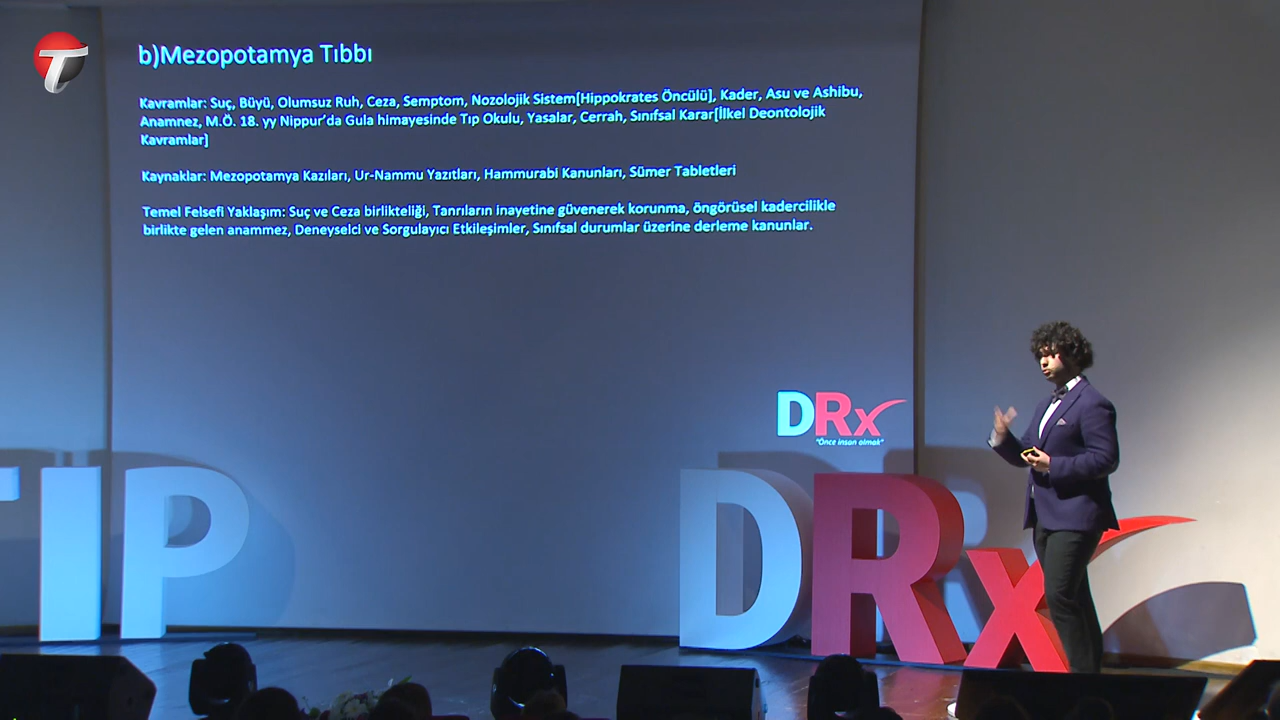 b)Mezopotamya Tıbbı
Kavramlar: Suç, Büyü, Olumsuz Ruh, Ceza, Semptom, Nozolojik Sistem[Hippokrates Öncülü], Kader, Asu ve Ashibu,
Anamnez, M.Ö. 18. yy Nippur'da Gula himayesinde Tıp Okulu, Yasalar, Cerrah, Sınıfsal Karar[İlkel Deontolojik
Kavramlar]
Kaynaklar: Mezopotamya Kazıları, Ur-Nammu Yazıtları, Hammurabi Kanunları, Sümer Tabletleri
Temel Felsefi Yaklaşım: Suç ve Ceza birlikteliği, Tanrıların inayetine güvenerek korunma, öngörüsel kadercilikle
birlikte gelen anammez, Deneyselci ve Sorgulayıcı Etkileşimler, Sınıfsal durumlar üzerine derleme kanunlar.
DRx
"Önce insan olmak"
TIP
DRx
T